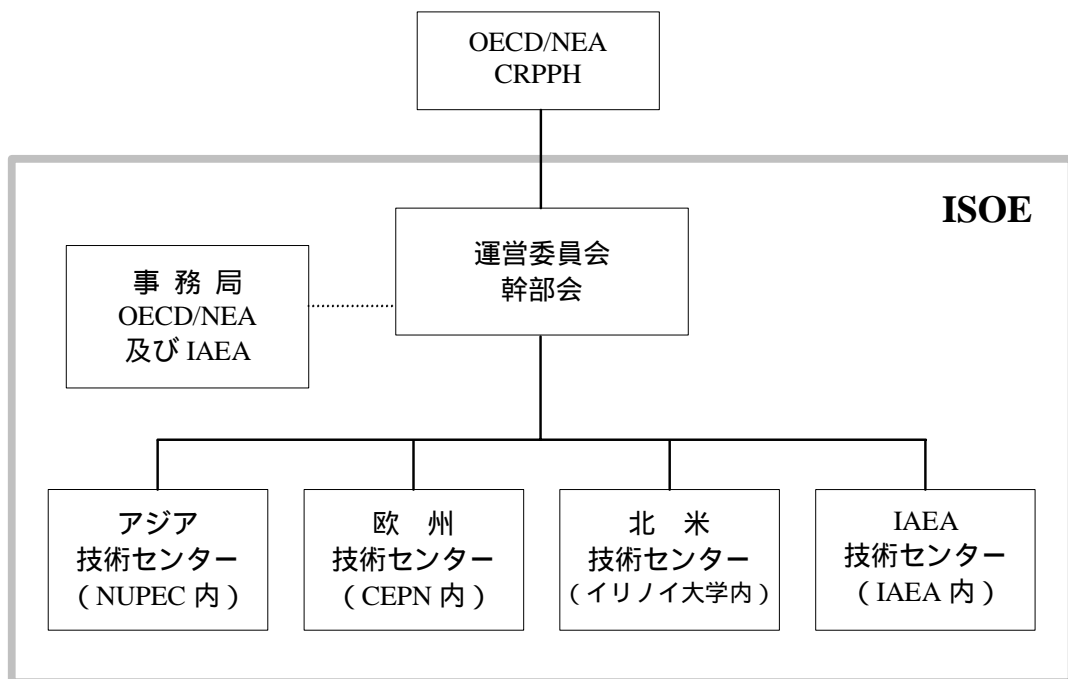 OECD/NEA
CRPPH
ISOE
運営委員会
幹部会
事 務 局
OECD/NEA
及び IAEA
アジア
技術センター
( NUPEC 内 )
欧 州
技術センター
( CEPN 内 )
北 米
技術センター
( イリノイ大学内 )
IAEA
技術センター
( IAEA 内 )